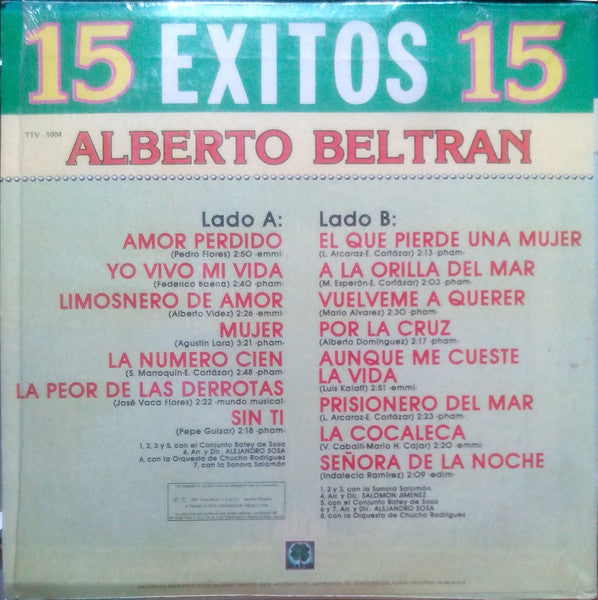 15 EXITOS 15
TTV - 1004
ALBERTO BELTRAN
Lado A:
AMOR PERDIDO
(Pedro Flores) 2:50 -emmi-
YO VIVO MI VIDA
(Federico Baena) 2:40 -pham-
LIMOSNERO DE AMOR
(Alberto Videz) 2:26 -emmi-
MUJER
(Agustín Lara) 3:21 -pham-
LA NUMERO CIEN
(S. Marroquín-E. Cortázar) 2:48 -pham-
LA PEOR DE LAS DERROTAS
(José Vaca Flores) 2:22 -mundo musical-
SIN TI
(Pepe Guízar) 2:18 -pham-
1, 2, 3 y 5, con el Conjunto Batey de Sosa
4, Arr. y Dir. ALEJANDRO SOSA
6, con la Orquesta de Chucho Rodríguez
7, con la Sonora Salomón
Lado B:
EL QUE PIERDE UNA MUJER
(L. Arcaraz-E. Cortázar) 2:13 -pham-
A LA ORILLA DEL MAR
(M. Esperón-E. Cortázar) 2:03 -pham-
VUELVEME A QUERER
(Mario Alvarez) 2:30 -pham-
POR LA CRUZ
(Alberto Domínguez) 2:17 -pham-
AUNQUE ME CUESTE
LA VIDA
(Luis Kalaff) 2:51 -emmi-
PRISIONERO DEL MAR
(L. Arcaraz-E. Cortázar) 2:23 -pham-
LA COCALECA
(V. Caballi-Mario H. Cajar) 2:20 -emmi-
SEÑORA DE LA NOCHE
(Indalecio Ramírez) 2:09 -edim-
1, 2 y 3, con la Sonora Salomón
4, Arr. y Dir. SALOMON JIMENEZ
5, con el Conjunto Batey de Sosa
6 y 7, Arr. y Dir. ALEJANDRO SOSA
8, con la Orquesta de Chucho Rodríguez